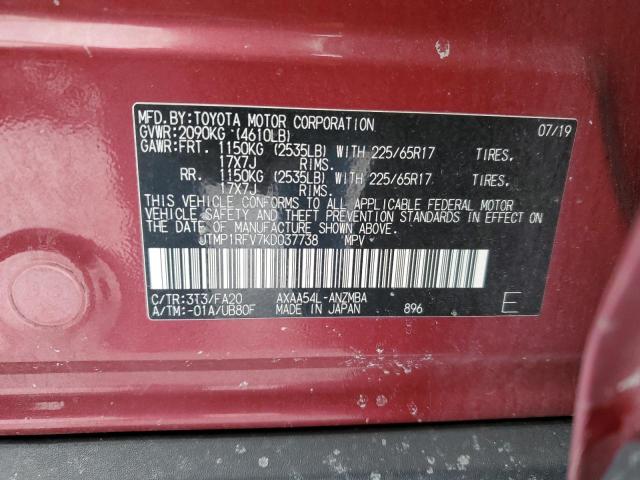 MFD.BY:TOYOTA MOTOR CORPORATION 07/19
GVWR:2090KG (4610LB)
GAWR:FRT. 1150KG (2535LB) WITH 225/65R17 TIRES,
17X7J RIMS.
RR. 1150KG (2535LB) WITH 225/65R17 TIRES,
17X7J RIMS.
THIS VEHICLE CONFORMS TO ALL APPLICABLE FEDERAL MOTOR
VEHICLE SAFETY AND THEFT PREVENTION STANDARDS IN EFFECT ON
THE DATE OF MANUFACTURE SHOWN ABOVE.
JTMP1RFV7KD037738 MPV
C/TR:3T3/FA20 AXAA54L-ANZMBA
A/TM:-01A/UB80F MADE IN JAPAN 896 E